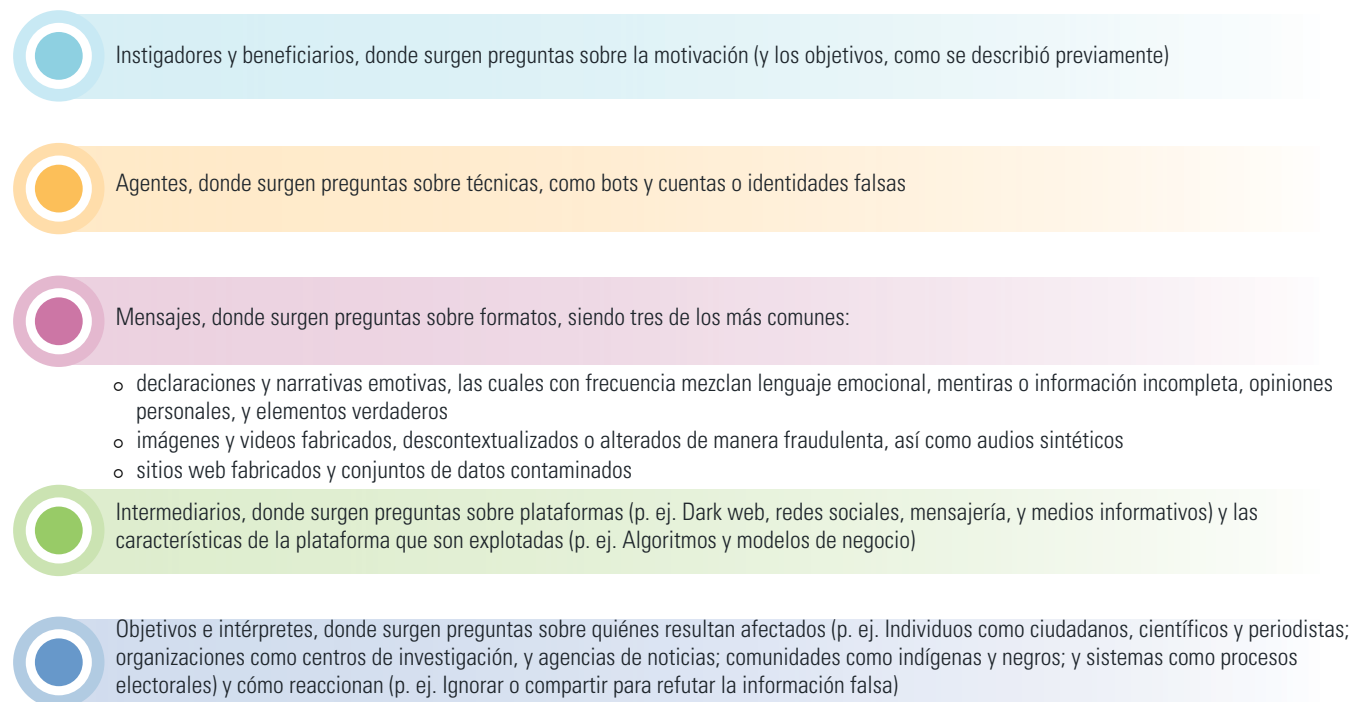 Instigadores y beneficiarios, donde surgen preguntas sobre la motivación (y los objetivos, como se describió previamente)
Agentes, donde surgen preguntas sobre técnicas, como bots y cuentas o identidades falsas
Mensajes, donde surgen preguntas sobre formatos, siendo tres de los más comunes:
declaraciones y narrativas emotivas, las cuales con frecuencia mezclan lenguaje emocional, mentiras o información incompleta, opiniones
personales, y elementos verdaderos
imágenes y videos fabricados, descontextualizados o alterados de manera fraudulenta, así como audios sintéticos
sitios web fabricados y conjuntos de datos contaminados
Intermediarios, donde surgen preguntas sobre plataformas (p. ej. Dark web, redes sociales, mensajería, y medios informativos) y las
características de la plataforma que son explotadas (p. ej. Algoritmos y modelos de negocio)
Objetivos e intérpretes, donde surgen preguntas sobre quiénes resultan afectados (p. ej. Individuos como ciudadanos, científicos y periodistas;
organizaciones como centros de investigación, y agencias de noticias; comunidades como indígenas y negros; y sistemas como procesos
electorales) y cómo reaccionan (p. ej. Ignorar o compartir para refutar la información falsa)